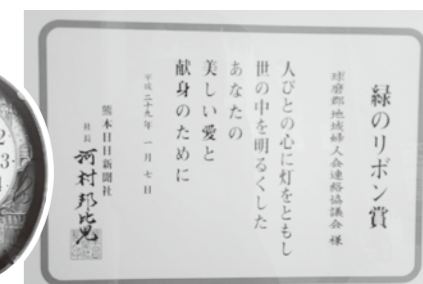 緑のリボン賞
球磨郡地域婦人会連絡協議会 様
人びとの心に灯をともし
世の中を明るくした
あなたの
美しい愛と
献身のために
平成二十九年 一月 七日
熊本日日新聞社
社長 河村邦比児
2
3